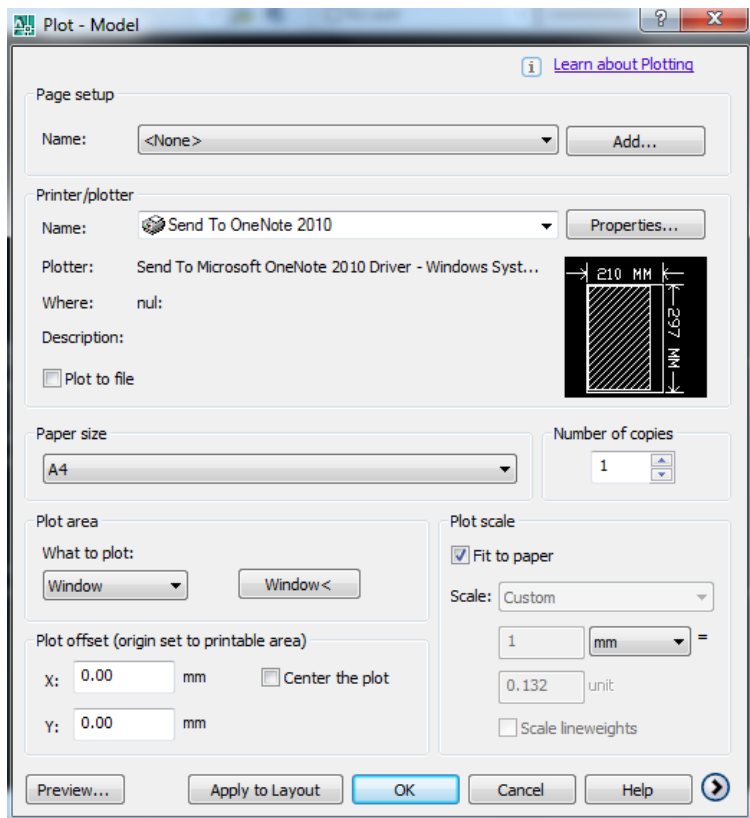 Plot - Model
Learn about Plotting
Page setup
Name: <None> Add...
Printer/plotter
Name: Send To OneNote 2010 Properties...
Plotter: Send To Microsoft OneNote 2010 Driver - Windows Syst...
210 MM
Where: nul:
297 MM
Description:
Plot to file
Paper size
Number of copies
A4
1
Plot area
Plot scale
What to plot:
Fit to paper
Window Window<
Scale: Custom
Plot offset (origin set to printable area)
1 mm =
X: 0.00 mm Center the plot
0.132 unit
Y: 0.00 mm
Scale lineweights
Preview... Apply to Layout OK Cancel Help